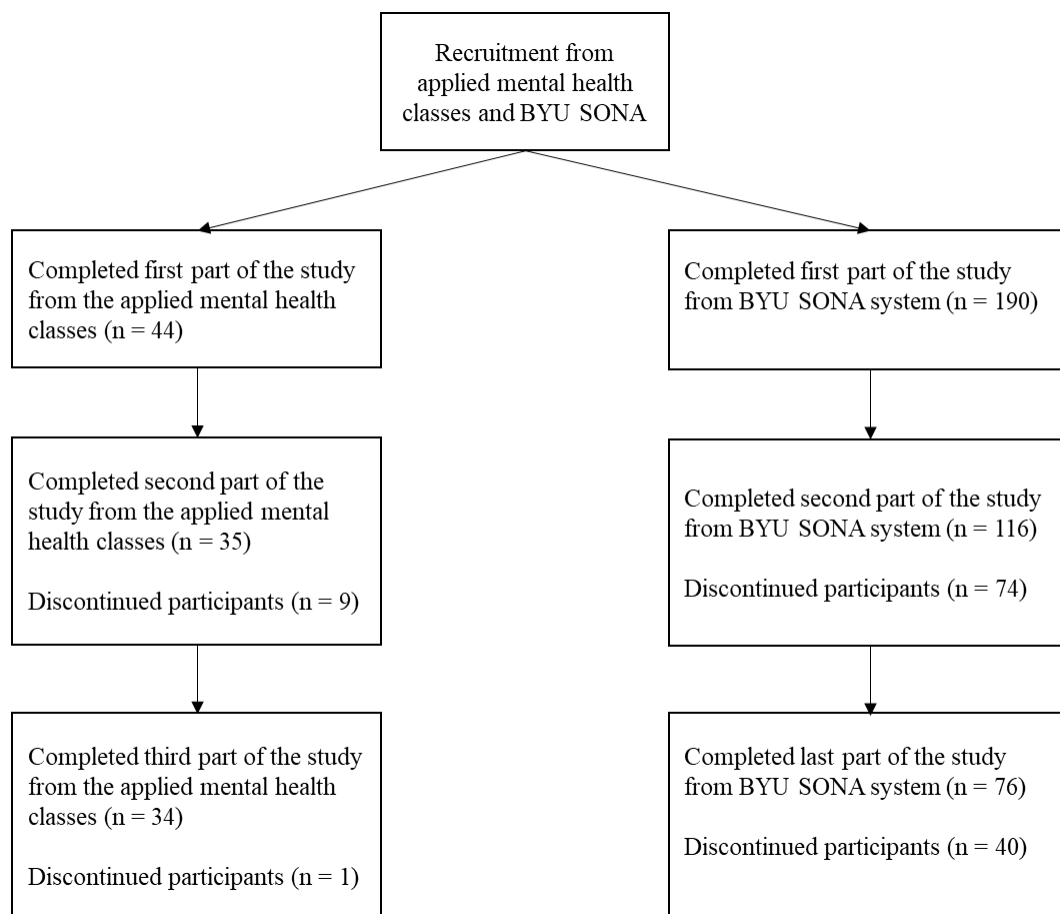 Recruitment from
applied mental health
classes and BYU SONA
Completed first part of the study
from the applied mental health
classes (n = 44)
Completed first part of the study
from BYU SONA system (n = 190)
Completed second part of the
study from the applied mental
health classes (n = 35)
Discontinued participants (n = 9)
Completed second part of the study
from BYU SONA system (n = 116)
Discontinued participants (n = 74)
Completed third part of the study
from the applied mental health
classes (n = 34)
Discontinued participants (n = 1)
Completed last part of the study
from BYU SONA system (n = 76)
Discontinued participants (n = 40)